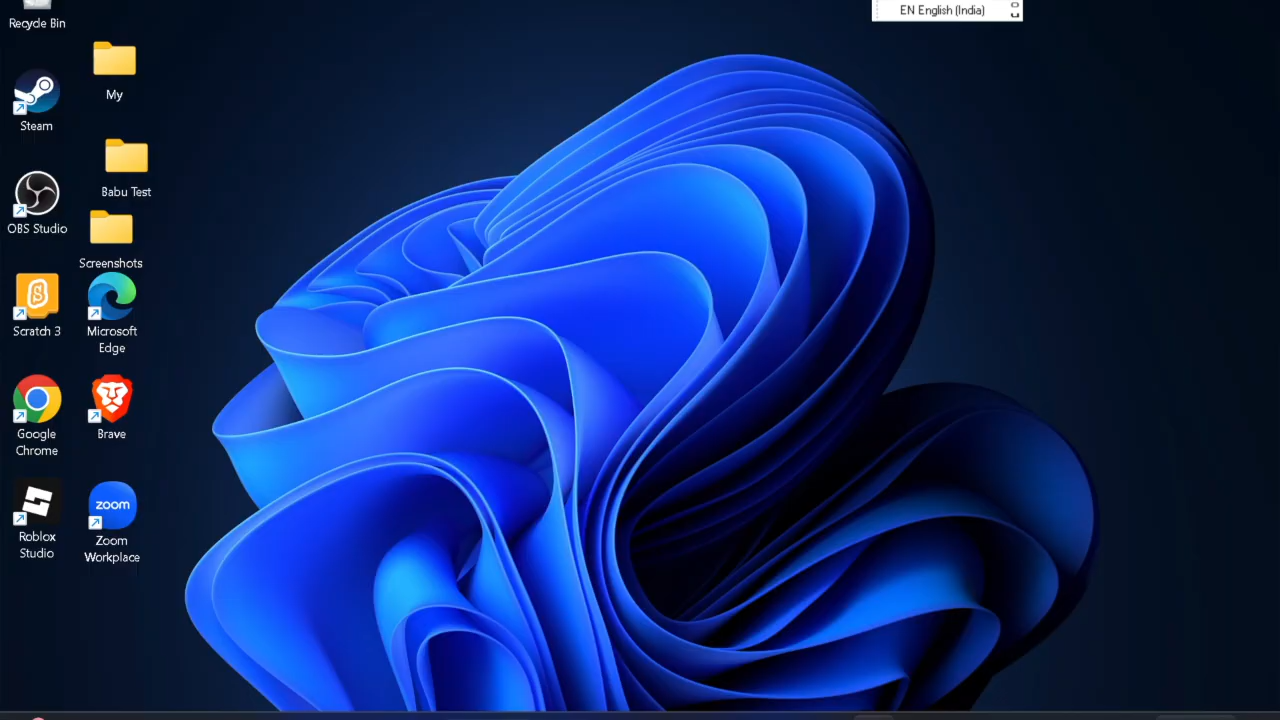 Recycle Bin
EN English (India)
My
Steam
Babu Test
OBS Studio
Screenshots
Scratch 3
Microsoft
Edge
Google
Chrome
Brave
Roblox
Studio
zoom
Zoom
Workplace